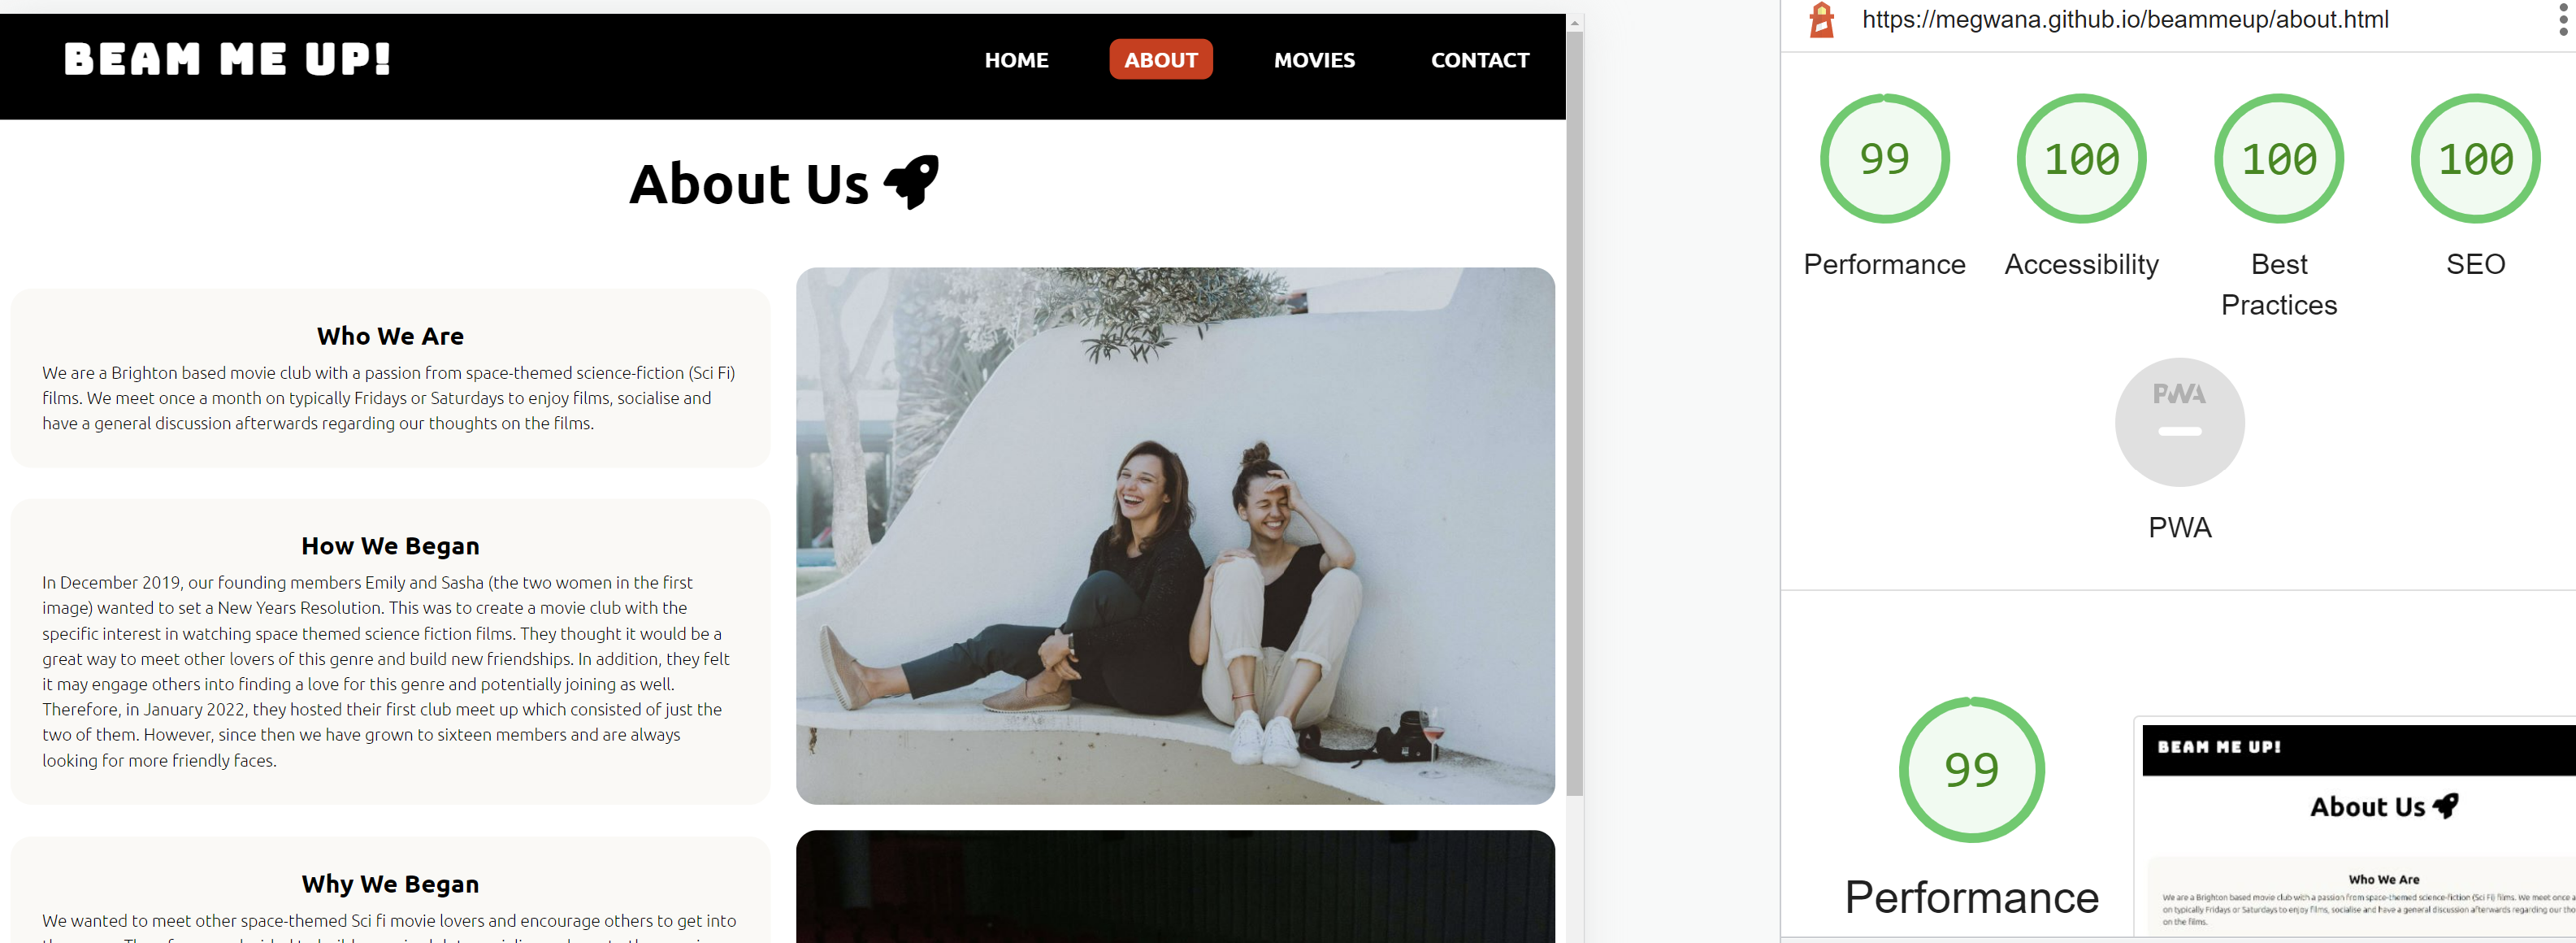 BEAM ME UP!
HOME
ABOUT
MOVIES
CONTACT
About Us
Who We Are
We are a Brighton based movie club with a passion from space-themed science-fiction (Sci Fi)
films. We meet once a month on typically Fridays or Saturdays to enjoy films, socialise and
have a general discussion afterwards regarding our thoughts on the films.
How We Began
In December 2019, our founding members Emily and Sasha (the two women in the first
image) wanted to set a New Years Resolution. This was to create a movie club with the
specific interest in watching space themed science fiction films. They thought it would be a
great way to meet other lovers of this genre and build new friendships. In addition, they felt
it may engage others into finding a love for this genre and potentially joining as well.
Therefore, in January 2022, they hosted their first club meet up which consisted of just the
two of them. However, since then we have grown to sixteen members and are always
looking for more friendly faces.
Why We Began
We wanted to meet other space-themed Sci fi movie lovers and encourage others to get into
https://megwana.github.io/beammeup/about.html
99
100
100
100
Performance
Accessibility
Best
Practices
SEO
PWA
PWA
99
Performance
BEAM ME UP!
About Us
Who We Are
We are a Brighton based movie club with a passion from space-themed science-fiction (Sci Fi) films. We meet once a
on typically Fridays or Saturdays to enjoy films, socialise and have a general discussion afterwards regarding our tho
on the films.